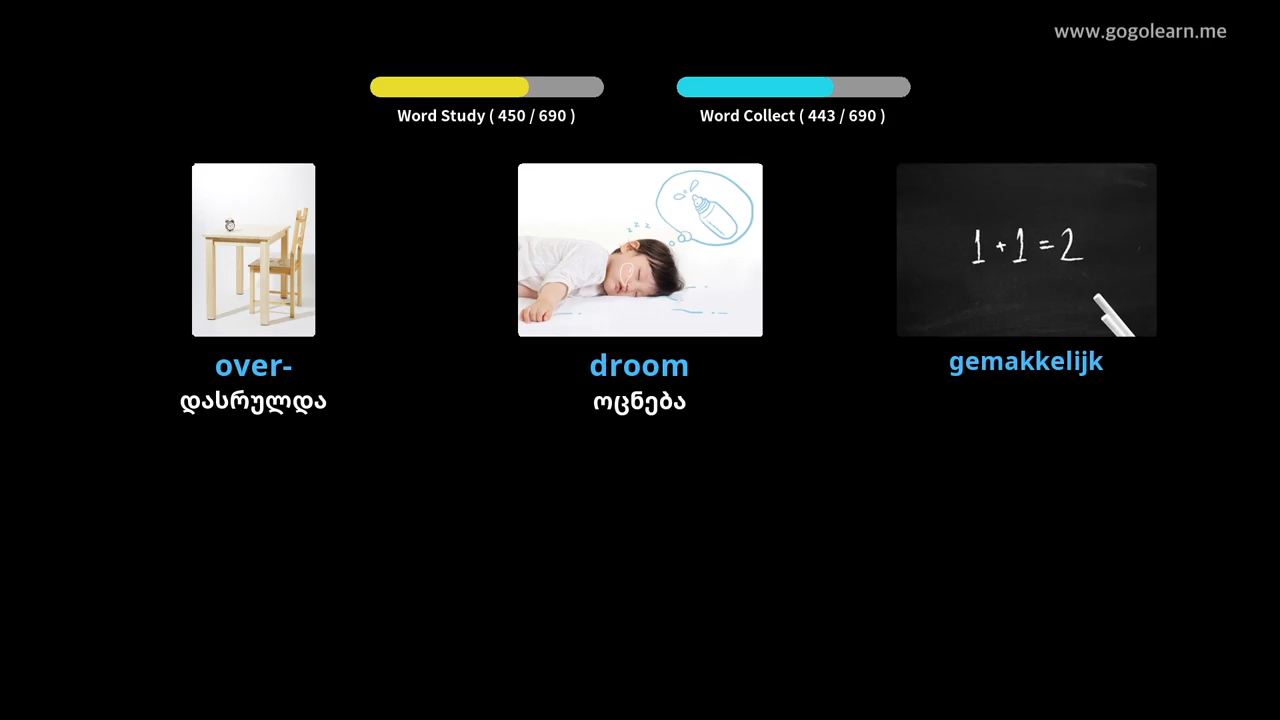 www.gogolearn.me
Word Study ( 450 / 690 )
Word Collect ( 443 / 690 )
1 + 1 = 2
over-
droom
gemakkelijk
დასრულდა
ოცნება